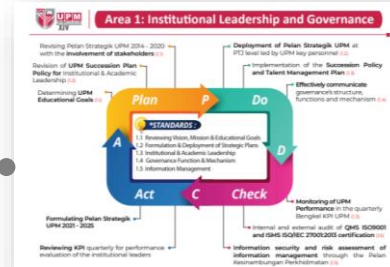 UPM
Area 1: Institutional Leadership and Governance
Revising Pelan Strategik UPM 2014 - 2020
with the involvement of stakeholders
Revision of UPM Succession Plan
Policy for Institutional & Academic
Leadership
Determining UPM
Educational Goals
Deployment of Pelan Strategik UPM at
PTJ level led by UPM key personnel
Implementation of the Succession Policy
and Talent Management Plan
Effectively communicate
governance's structure,
functions and mechanism
Plan
P
Do
A
D
*STANDARDS :
1.1 Reviewing Vision, Mission & Educational Goals
1.2 Formulation & Deployment of Strategic Plans
1.3 Institutional & Academic Leadership
1.4 Governance Function & Mechanism
1.5 Information Management
Act
C
Check
Formulating Pelan Strategik
UPM 2021 - 2025
Reviewing KPI quarterly for performance
evaluation of the institutional leaders
Monitoring of UPM
Performance in the quarterly
Bengkel KPI UPM
Internal and external audit of QMS ISO9001
and ISMS ISO/IEC 27001:2013 certification
Information security and risk assessment of
information management through the Pelan
Kesinambungan Perkhidmatan